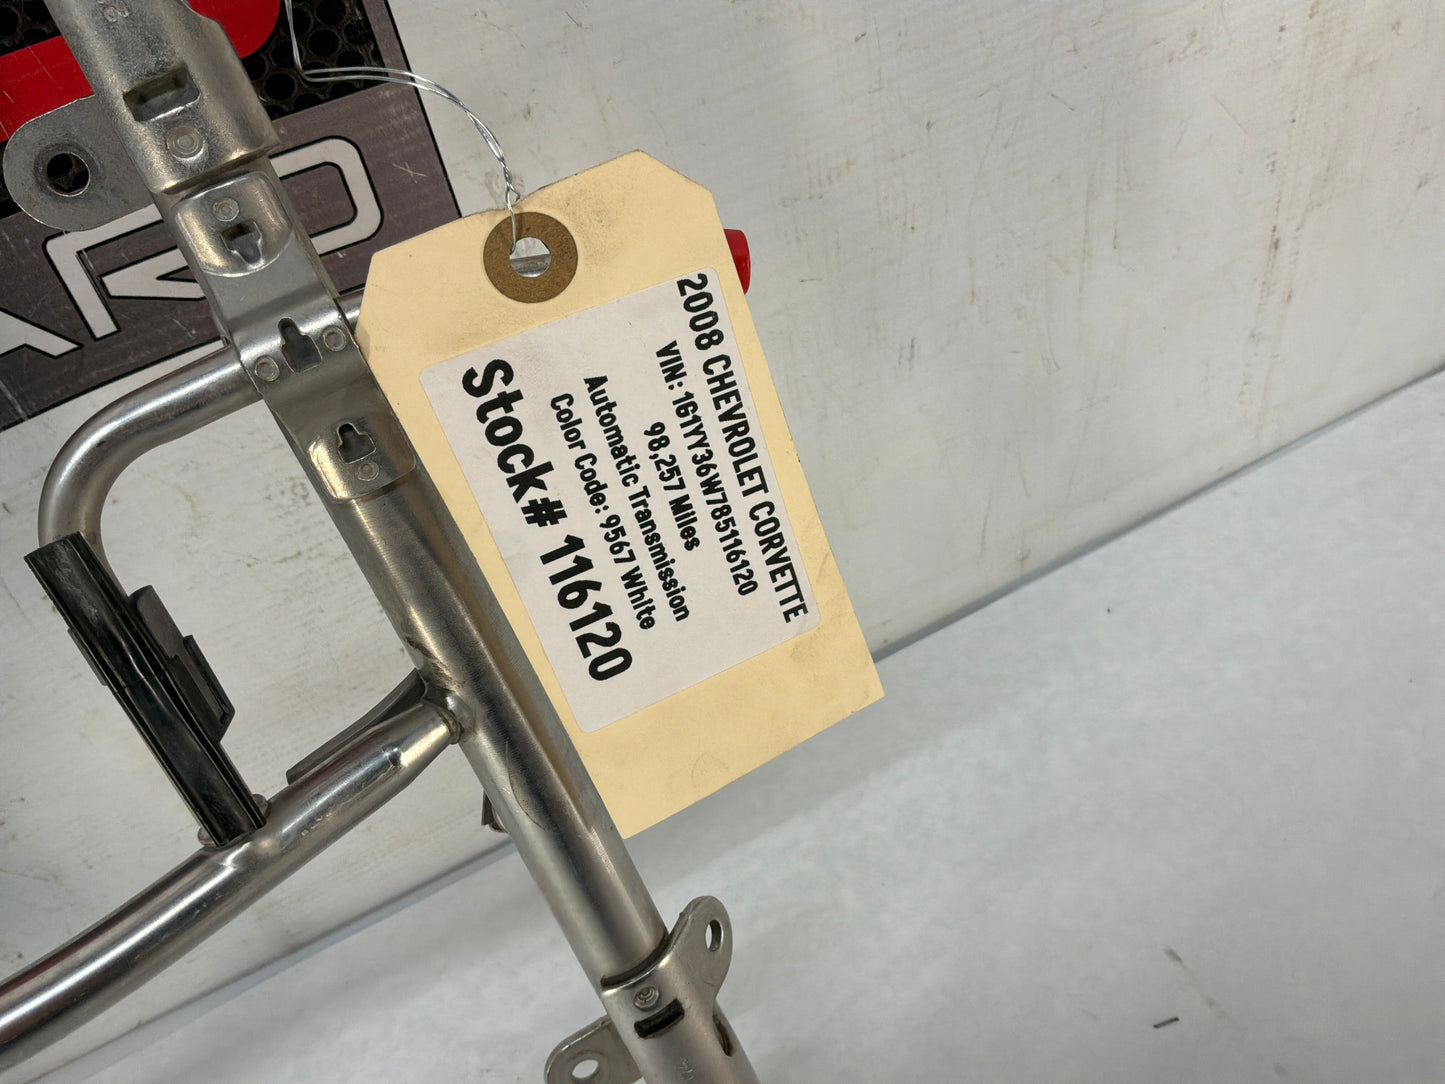 2008 CHEVROLET CORVETTE
VIN: 1G1YY36W785116120
98,257 Miles
Automatic Transmission
Color Code: 9567 White
Stock# 116120